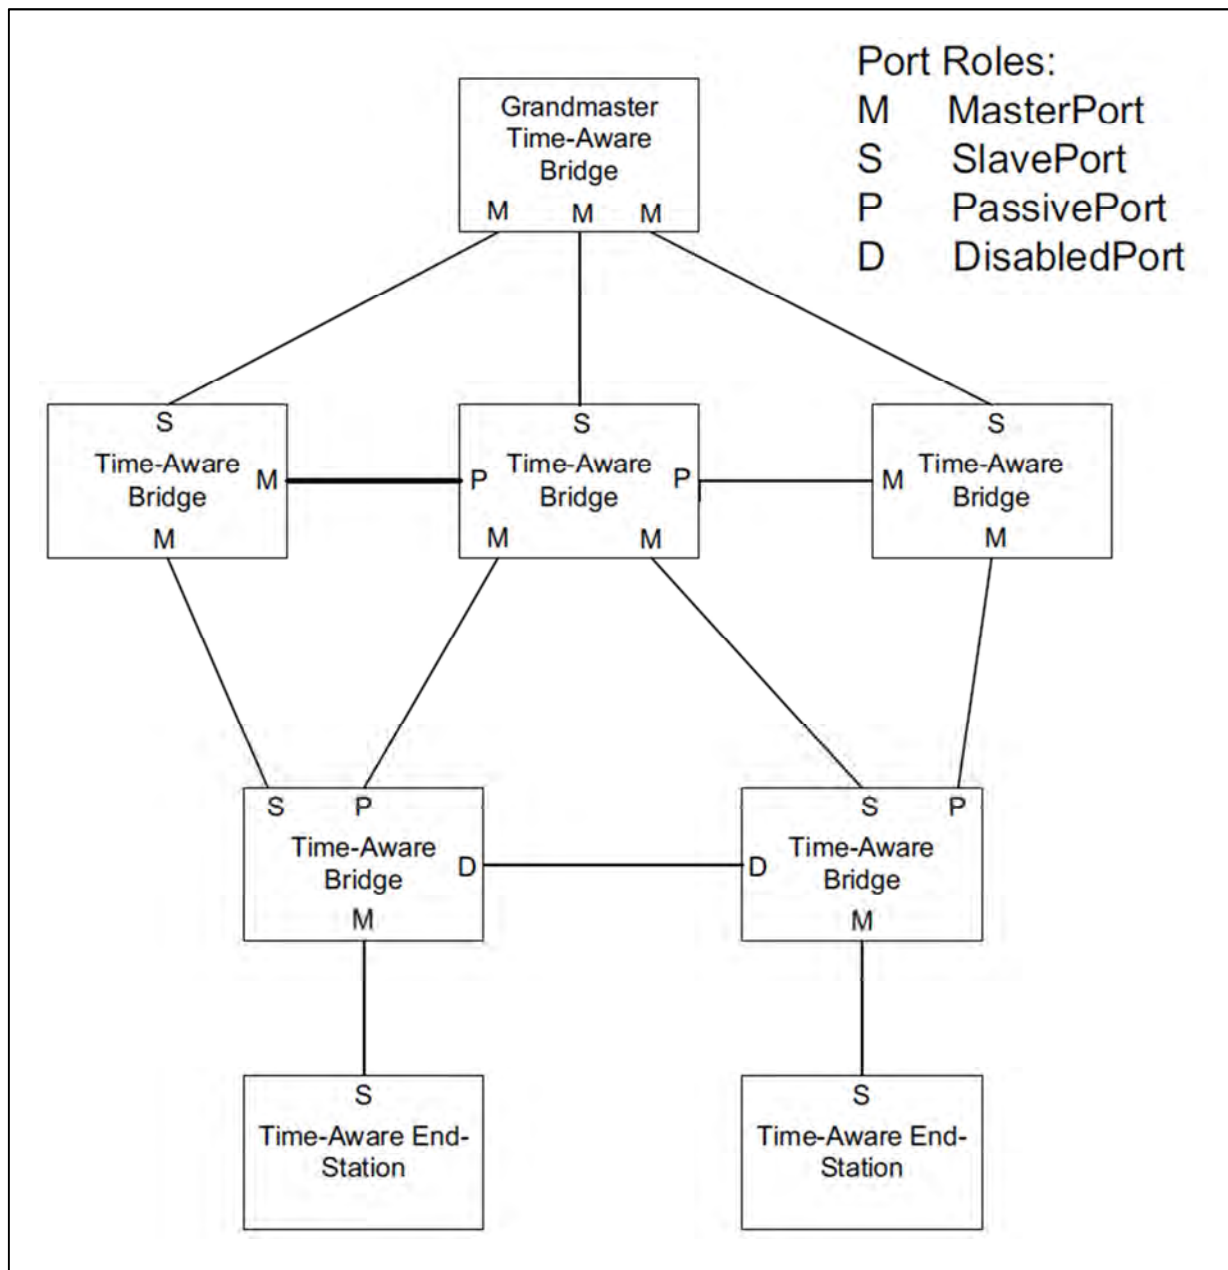 Port Roles:
M MasterPort
S SlavePort
P PassivePort
D DisabledPort
Grandmaster
Time-Aware
Bridge
M M M
S
Time-Aware
Bridge
M
M
S
P Time-Aware P
Bridge
M M
S
M Time-Aware
Bridge
M
S P
Time-Aware
Bridge
D
M
S P
Time-Aware
Bridge
D
M
S
Time-Aware End-
Station
S
Time-Aware End-
Station